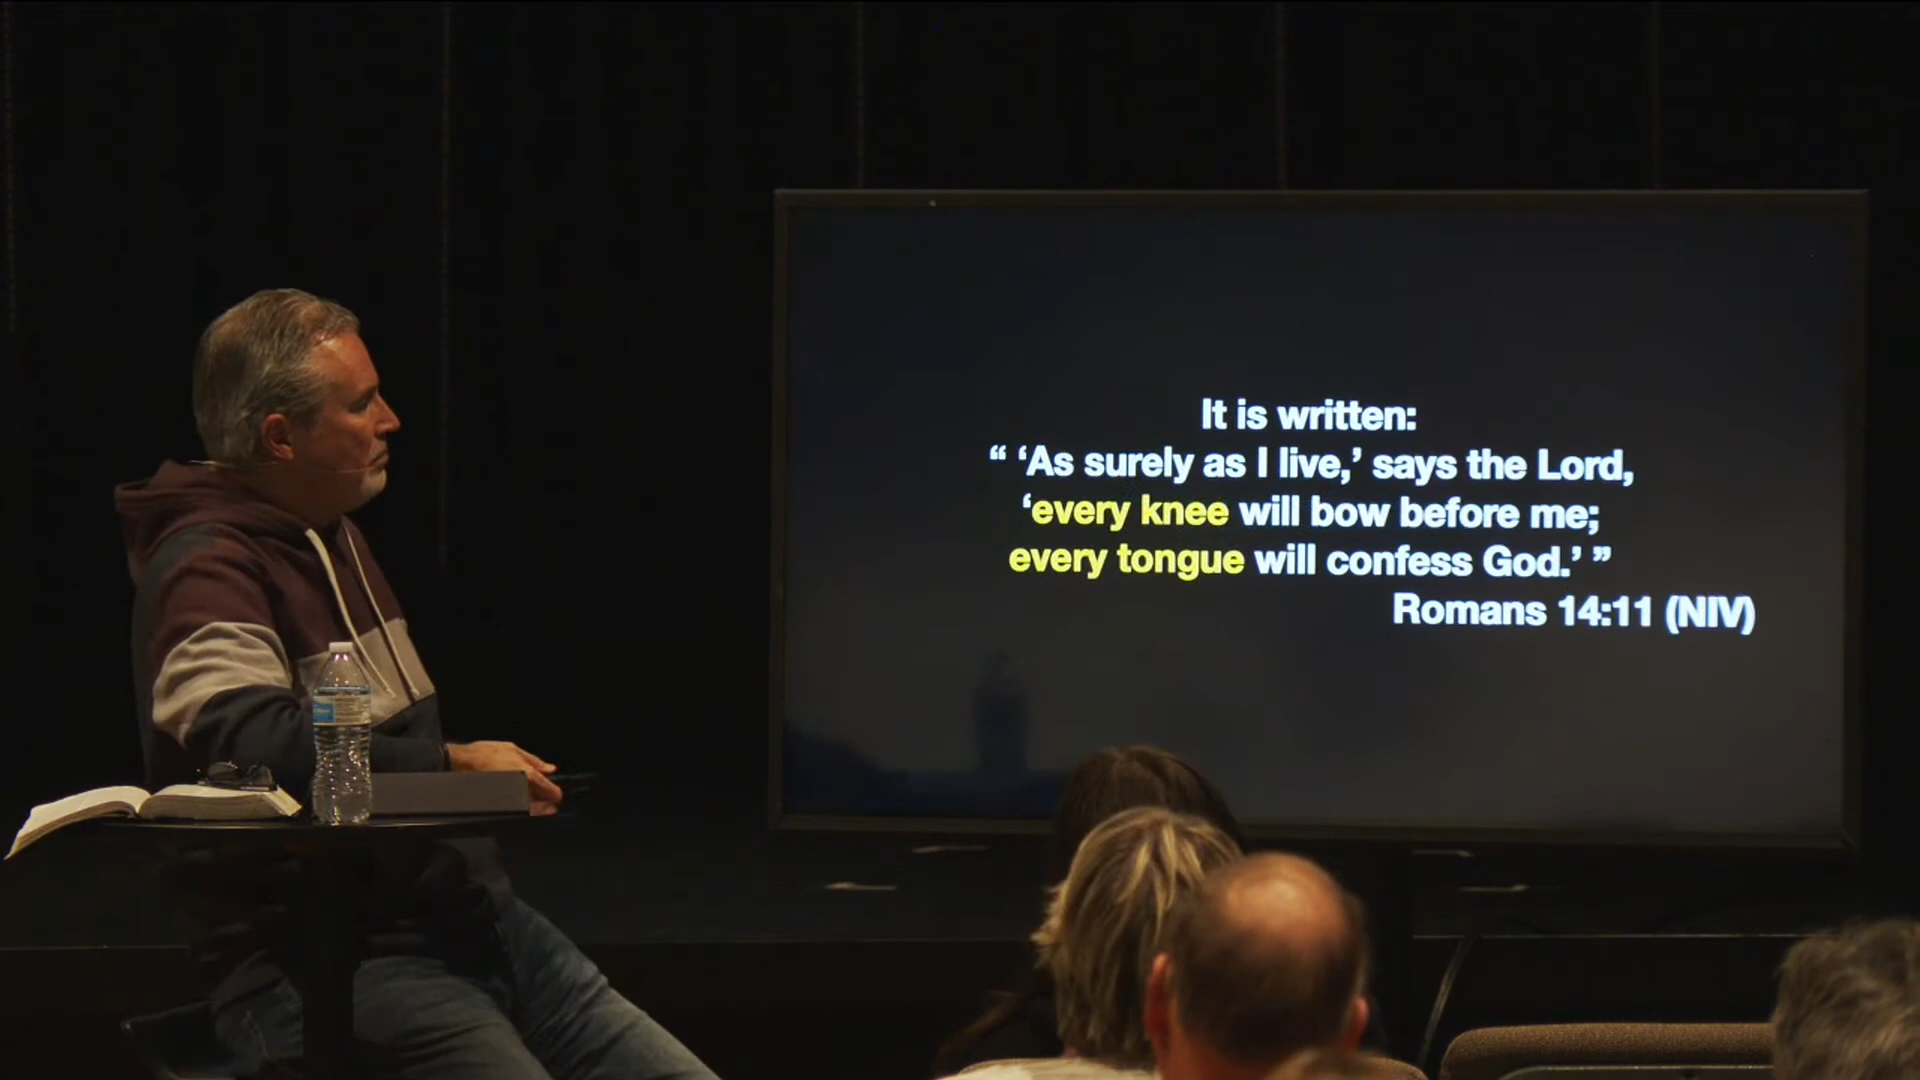 It is written:
“ ‘As surely as I live,’ says the Lord,
‘every knee will bow before me;
every tongue will confess God.’ ”
Romans 14:11 (NIV)